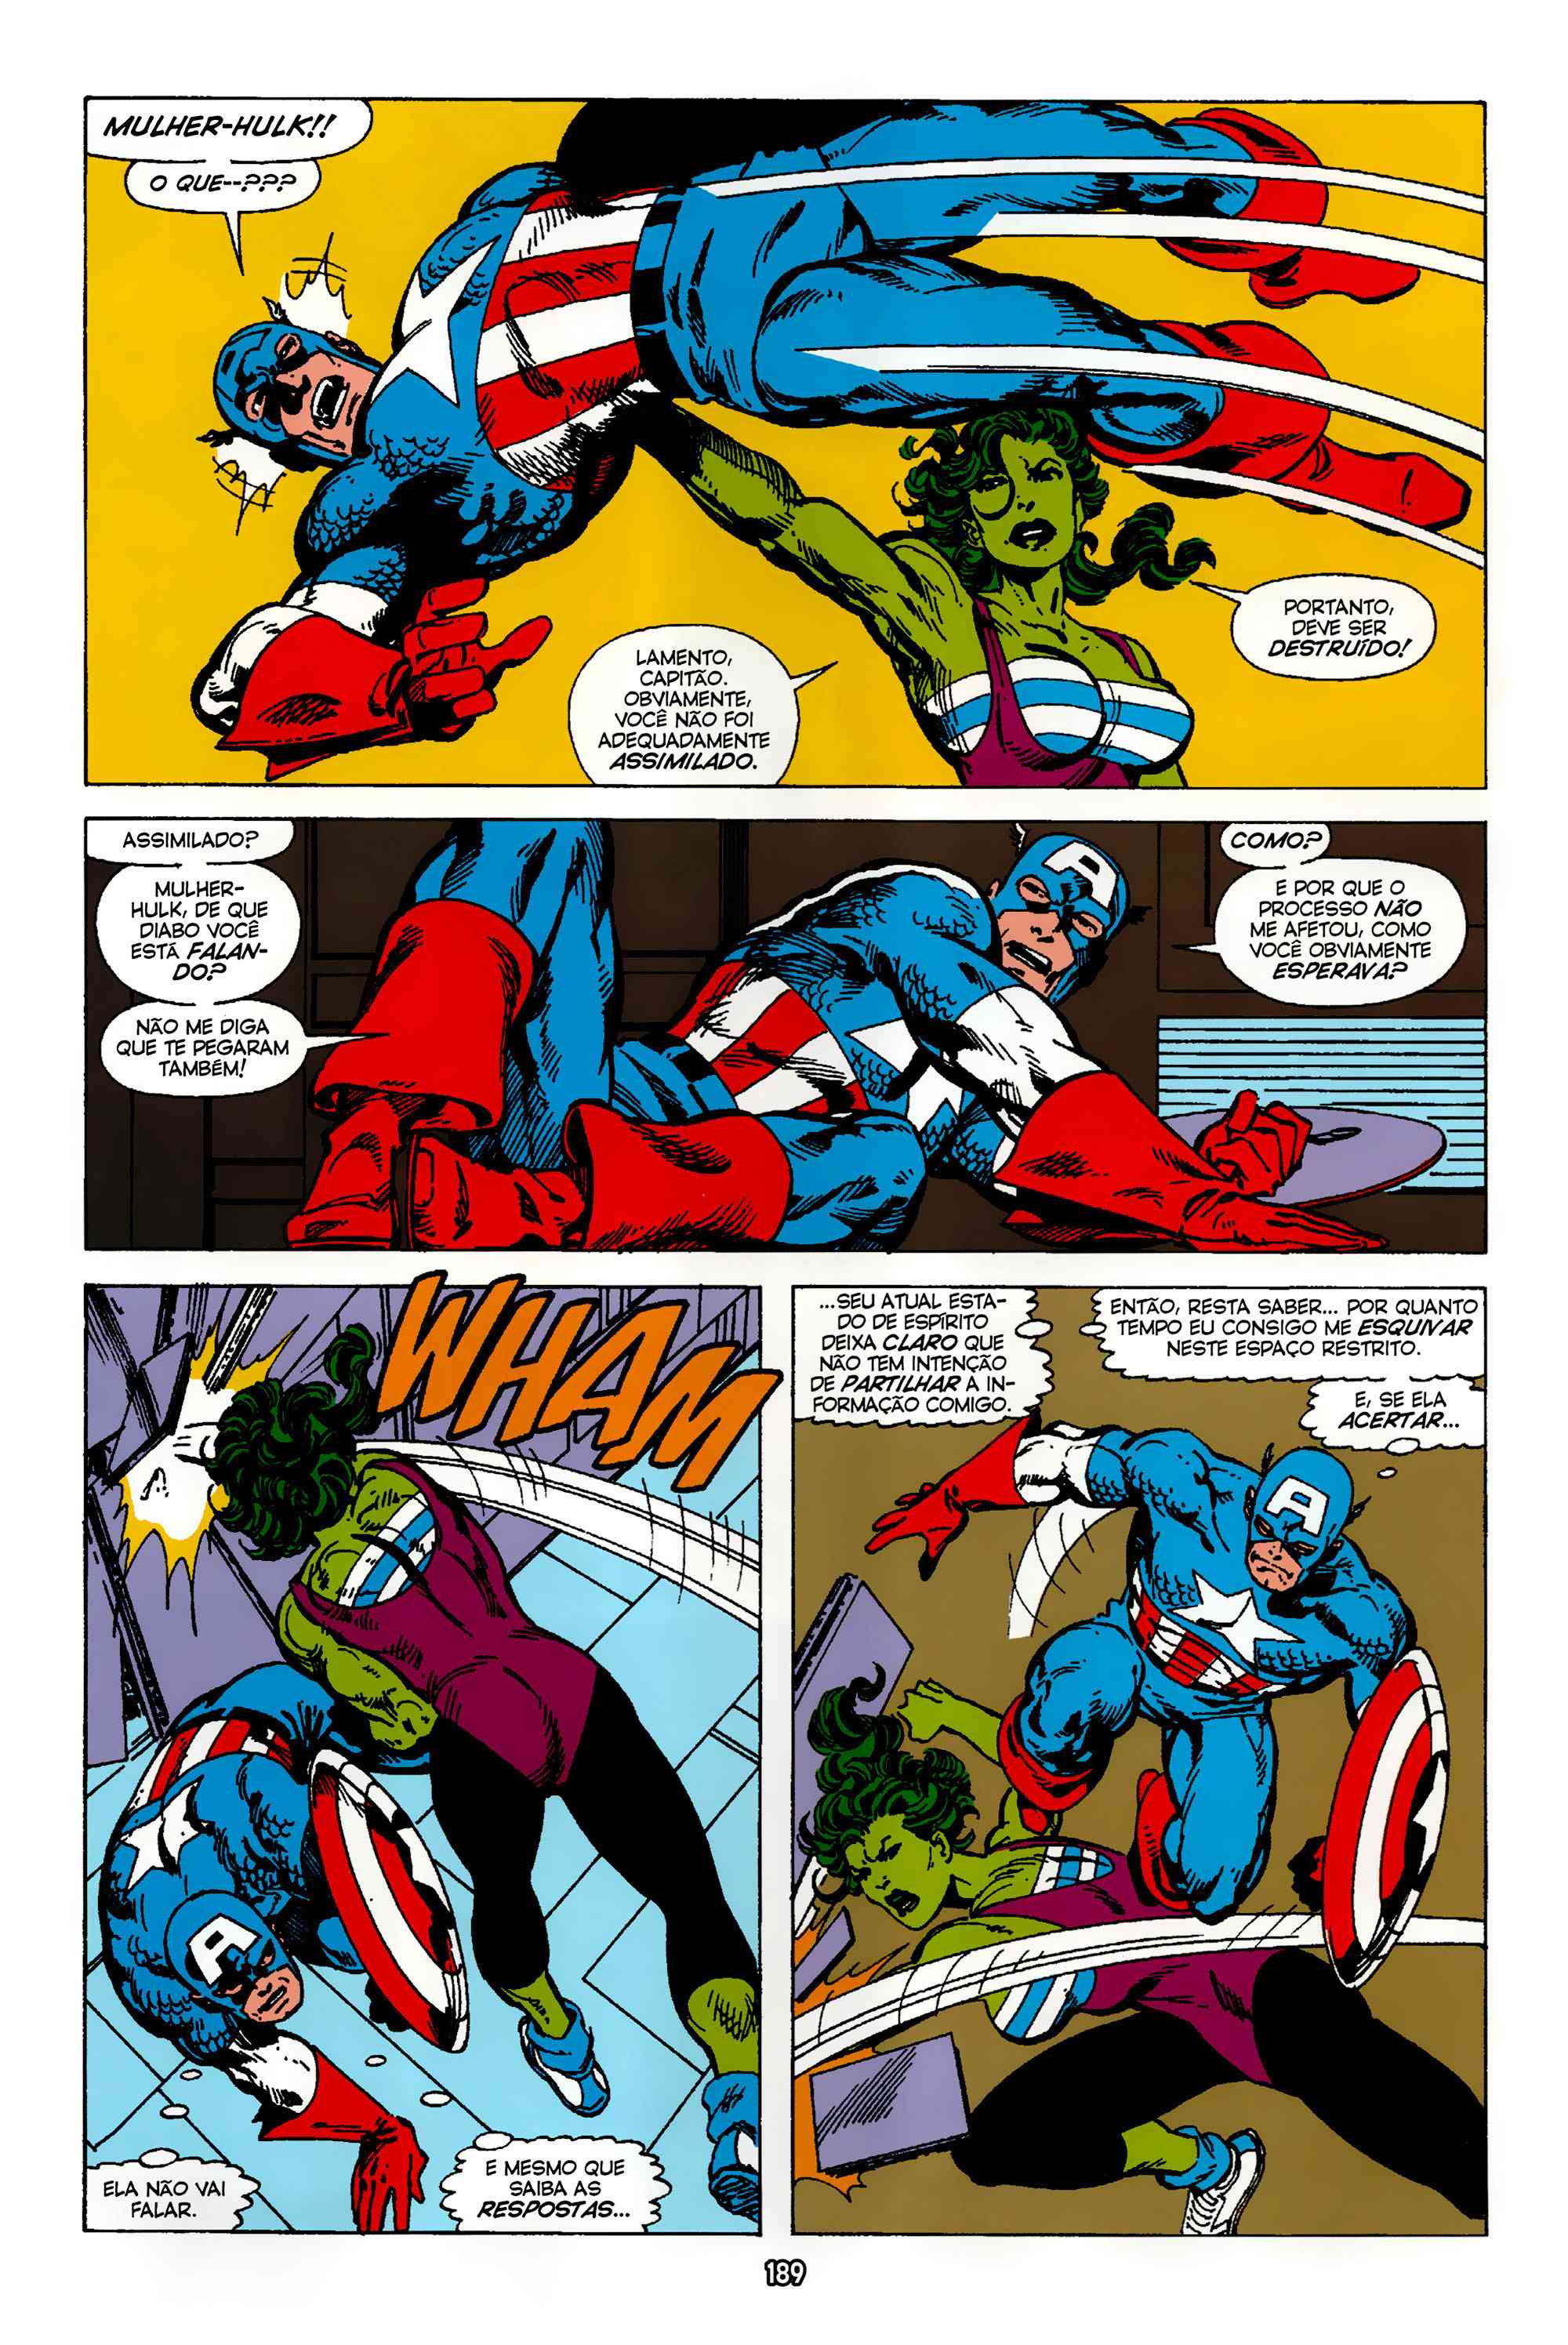 MULHER-HULK!!
O QUE--???
LAMENTO,
CAPITÃO.
OBVIAMENTE,
VOCÊ NÃO FOI
ADEQUADAMENTE
ASSIMILADO.
PORTANTO,
DEVE SER
DESTRUÍDO!
ASSIMILADO?
MULHER-
HULK, DE QUE
DIABO VOCÊ
ESTÁ FALAN-
DO?
NÃO ME DIGA
QUE TE PEGARAM
TAMBÉM!
COMO?
E POR QUE O
PROCESSO NÃO
ME AFETOU, COMO
VOCÊ OBVIAMENTE
ESPERAVA?
WHAM
A
ELA NÃO VAI
FALAR.
E MESMO QUE
SAIBA AS
RESPOSTAS...
...SEU ATUAL ESTA-
DO DE ESPÍRITO
DEIXA CLARO QUE
NÃO TEM INTENÇÃO
DE PARTILHAR A IN-
FORMAÇÃO COMIGO.
ENTÃO, RESTA SABER... POR QUANTO
TEMPO EU CONSIGO ME ESQUIVAR
NESTE ESPAÇO RESTRITO.
E, SE ELA
ACERTAR...
A
189